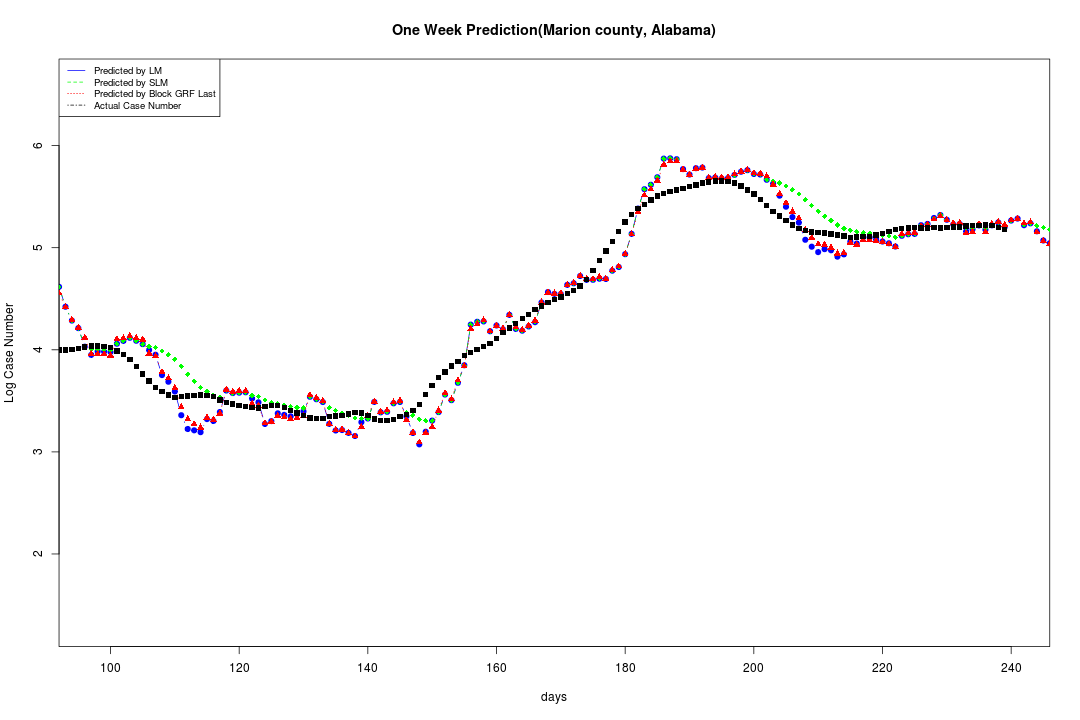 One Week Prediction(Marion county, Alabama)
Predicted by LM
Predicted by SLM
Predicted by Block GRF Last
Actual Case Number
6
5
4
3
2
Log Case Number
100 120 140 160 180 200 220 240
days